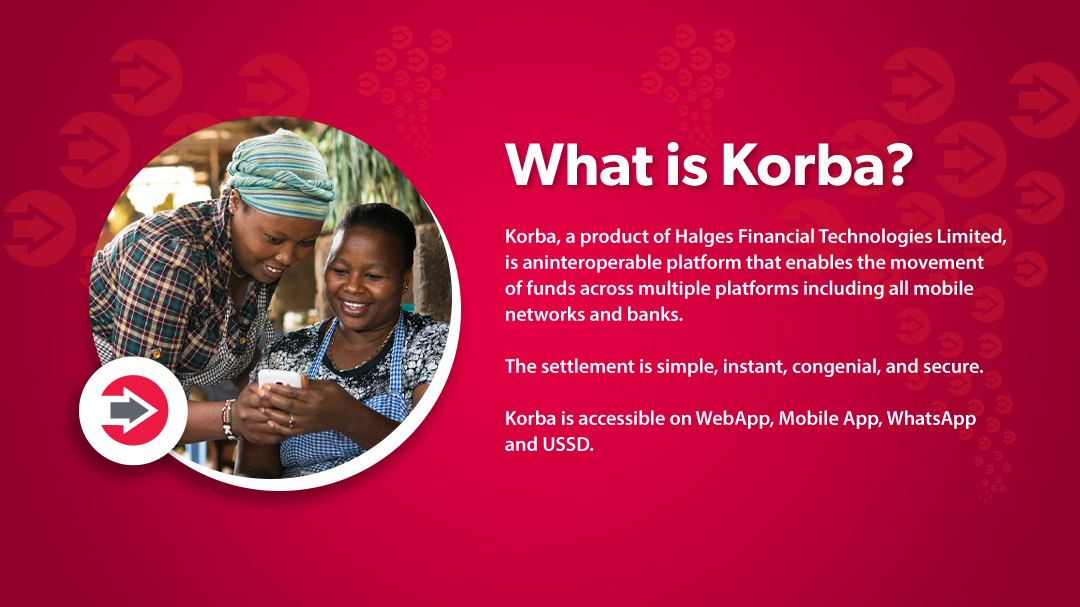 What is Korba?
Korba, a product of Halges Financial Technologies Limited,
is aninteroperable platform that enables the movement
of funds across multiple platforms including all mobile
networks and banks.
The settlement is simple, instant, congenial, and secure.
Korba is accessible on WebApp, Mobile App, WhatsApp
and USSD.